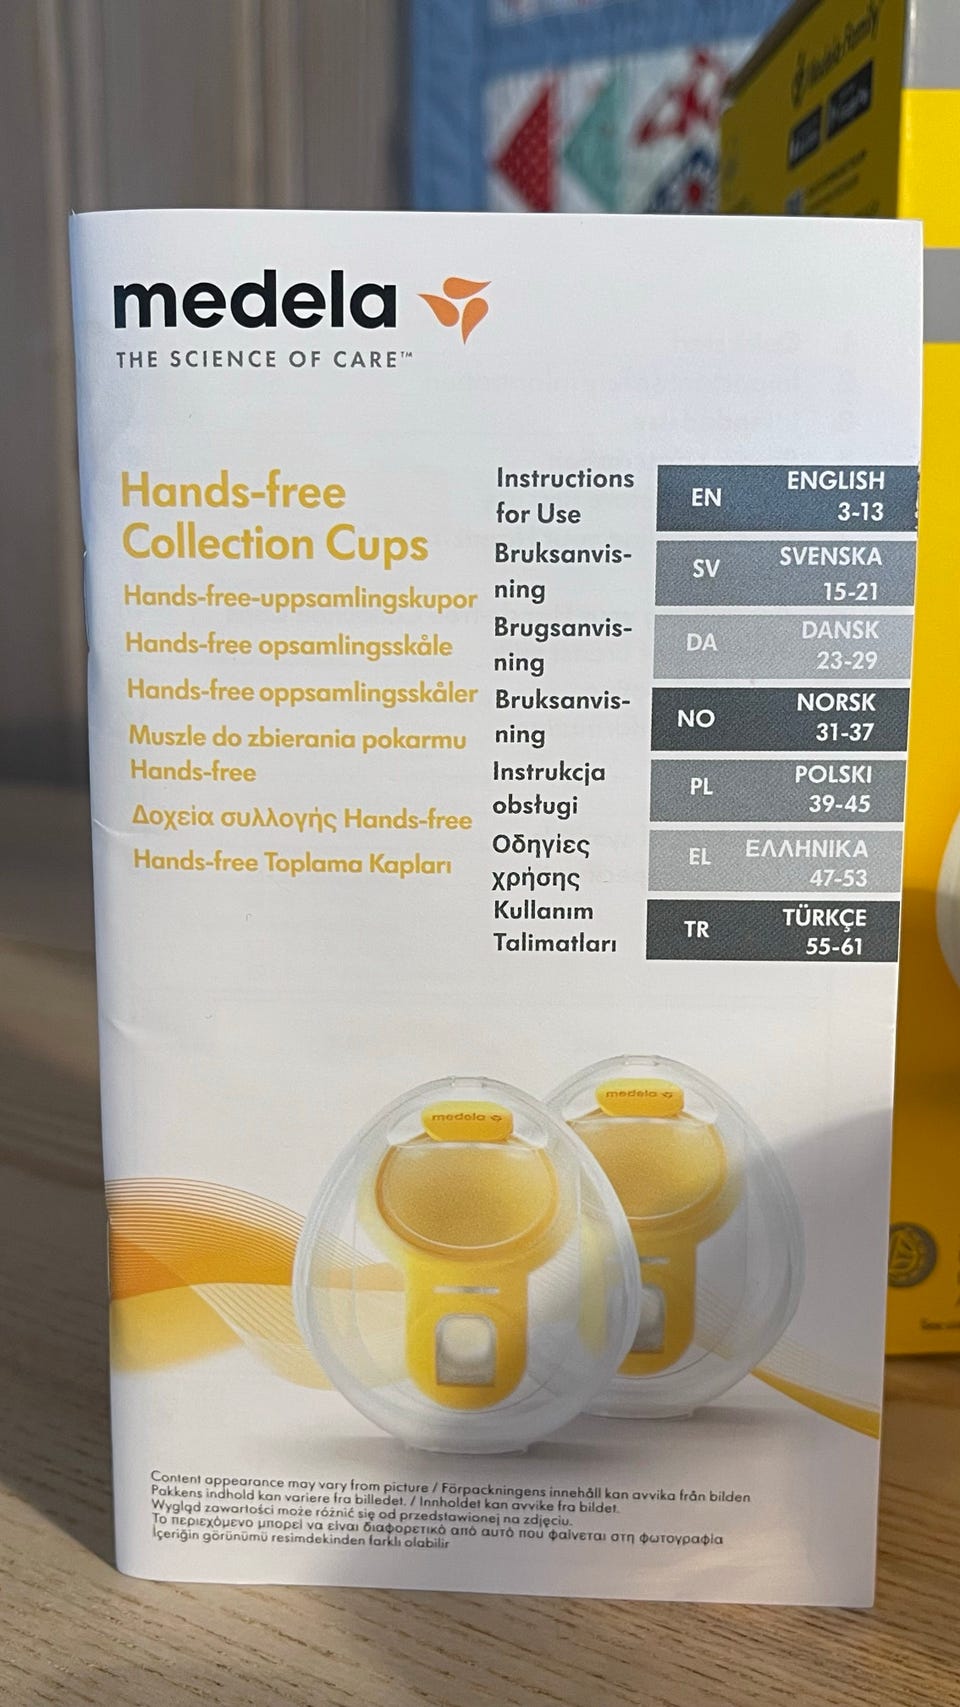 medela
THE SCIENCE OF CARE™
Hands-free
Collection Cups
Hands-free-uppsamlingskupor
Hands-free opsamlingsskåle
Hands-free oppsamlingsskåler
Muszle do zbierania pokarmu
Hands-free
Δοχεία συλλογής Hands-free
Hands-free Toplama Kapları
Instructions
for Use
EN ENGLISH
3-13
Bruksanvis-
ning
SV SVENSKA
15-21
Brugsanvis-
ning
DA DANSK
23-29
Bruksanvis-
ning
NO NORSK
31-37
Instrukcja
obsługi
PL POLSKI
39-45
Οδηγίες
χρήσης
EL ΕΛΛΗΝΙΚΑ
47-53
Kullanım
Talimatları
TR TÜRKÇE
55-61
medela
medela
Content appearance may vary from picture / Förpackningens innehåll kan avvika från bilden
Pakkens indhold kan variere fra billedet. / Innholdet kan avvike fra bildet.
Wygląd zawartości może różnić się od przedstawionej na zdjęciu.
Το περιεχόμενο μπορεί να είναι διαφορετικό από αυτό που φαίνεται στη φωτογραφία
İçeriğin görünümü resimdekinden farklı olabilir
Medela Family